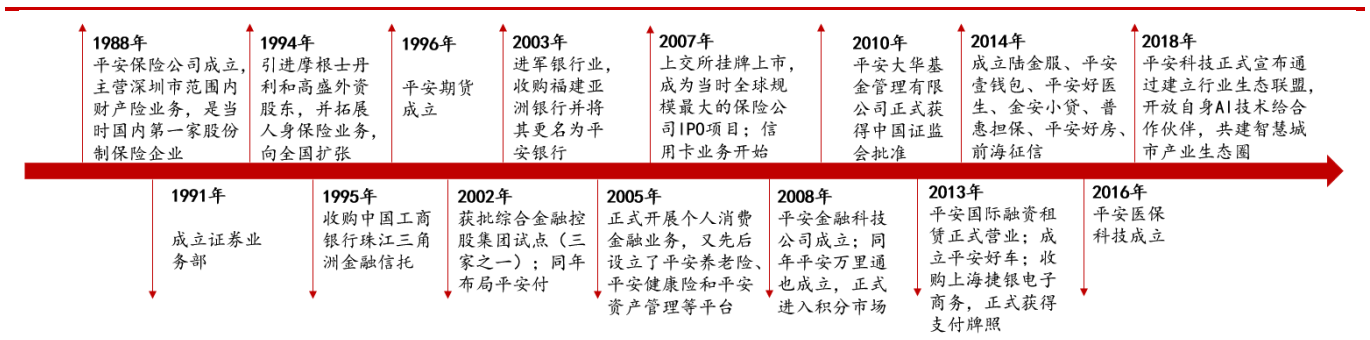 1988年
平安保险公司成立,
主营深圳市范围内
财产险业务,是当
时国内第一家股份
制保险企业
1994年
引进摩根士丹
利和高盛外资
股东,并拓展
人身保险业务,
向全国扩张
1996年
平安期货
成立
2003年
进军银行业,
收购福建亚
洲银行并将
其更名为平
安银行
2007年
上交所挂牌上市,
成为当时全球规
模最大的保险公
司IPO项目;信
用卡业务开始
2010年
平安大华基
金管理有限
公司正式获
得中国证监
会批准
2014年
成立陆金服、平安
壹钱包、平安好医
生、金安小贷、普
惠担保、平安好房、
前海征信
2018年
平安科技正式宣布通
过建立行业生态联盟,
开放自身AI技术给合
作伙伴,共建智慧城
市产业生态圈
1991年
成立证券业
务部
1995年
收购中国工商
银行珠江三角
洲金融信托
2002年
获批综合金融控
股集团试点(三
家之一);同年
布局平安付
2005年
正式开展个人消费
金融业务,又先后
设立了平安养老险、
平安健康险和平安
资产管理等平台
2008年
平安金融科技
公司成立;同
年平安万里通
也成立,正式
进入积分市场
2013年
平安国际融资租
赁正式营业;成
立平安好车;收
购上海捷银电子
商务,正式获得
支付牌照
2016年
平安医保
科技成立